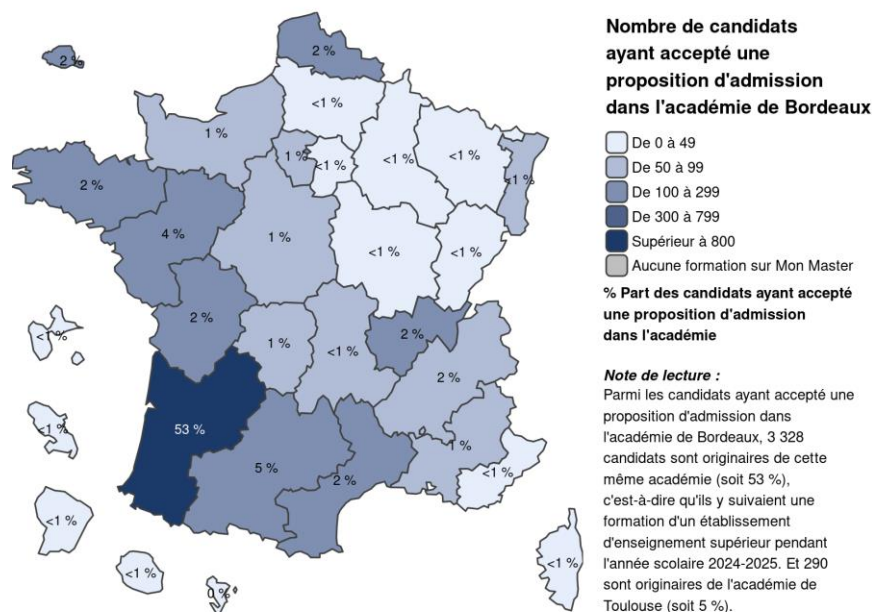 Nombre de candidats
ayant accepté une
proposition d'admission
dans l'académie de Bordeaux
De 0 à 49
De 50 à 99
De 100 à 299
De 300 à 799
Supérieur à 800
Aucune formation sur Mon Master
% Part des candidats ayant accepté
une proposition d'admission
dans l'académie
Note de lecture :
Parmi les candidats ayant accepté une
proposition d'admission dans
l'académie de Bordeaux, 3 328
candidats sont originaires de cette
même académie (soit 53 %),
c'est-à-dire qu'ils y suivaient une
formation d'un établissement
d'enseignement supérieur pendant
l'année scolaire 2024-2025. Et 290
sont originaires de l'académie de
Toulouse (soit 5 %).
2 %
2 %
<1 %
1 %
1 %
<1 %
<1 %
<1 %
<1 %
2 %
4 %
1 %
<1 %
<1 %
2 %
1 %
<1 %
2 %
2 %
<1 %
53 %
5 %
2 %
1 %
<1 %
<1 %
<1 %
<1 %
0 %
<1 %